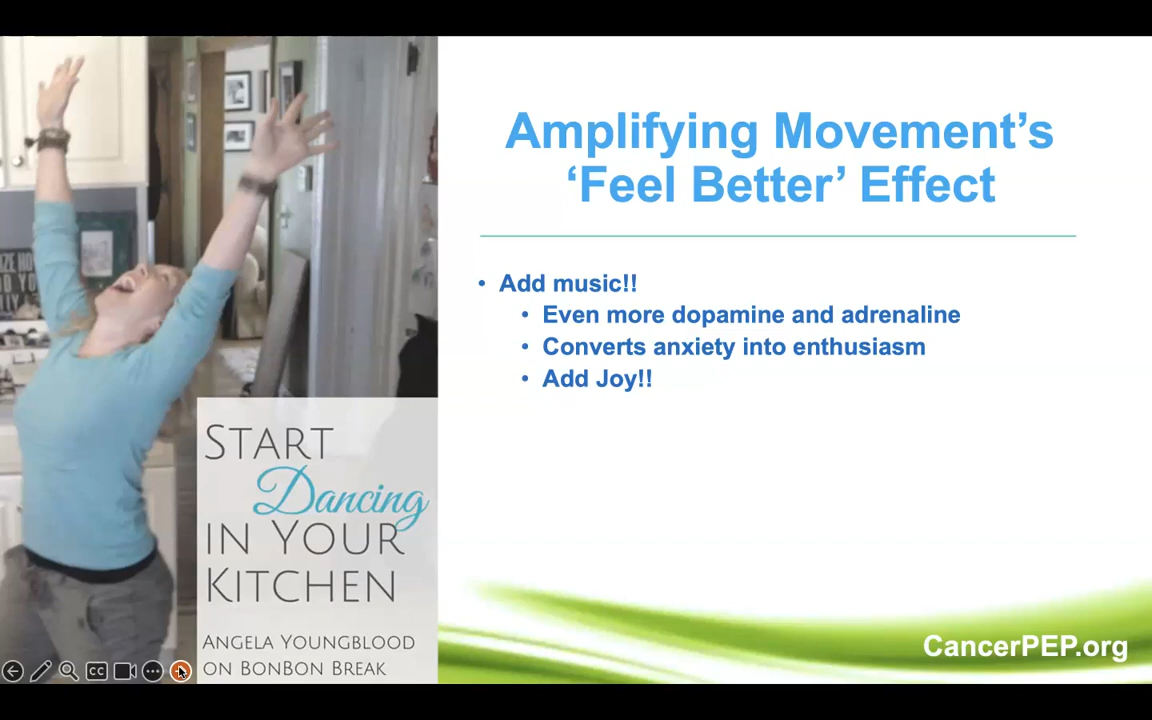 Amplifying Movement’s
‘Feel Better’ Effect
• Add music!!
• Even more dopamine and adrenaline
• Converts anxiety into enthusiasm
• Add Joy!!
START
Dancing
IN YOUR
KITCHEN
ANGELA YOUNGBLOOD
ON BONBON BREAK
CancerPEP.org
CC